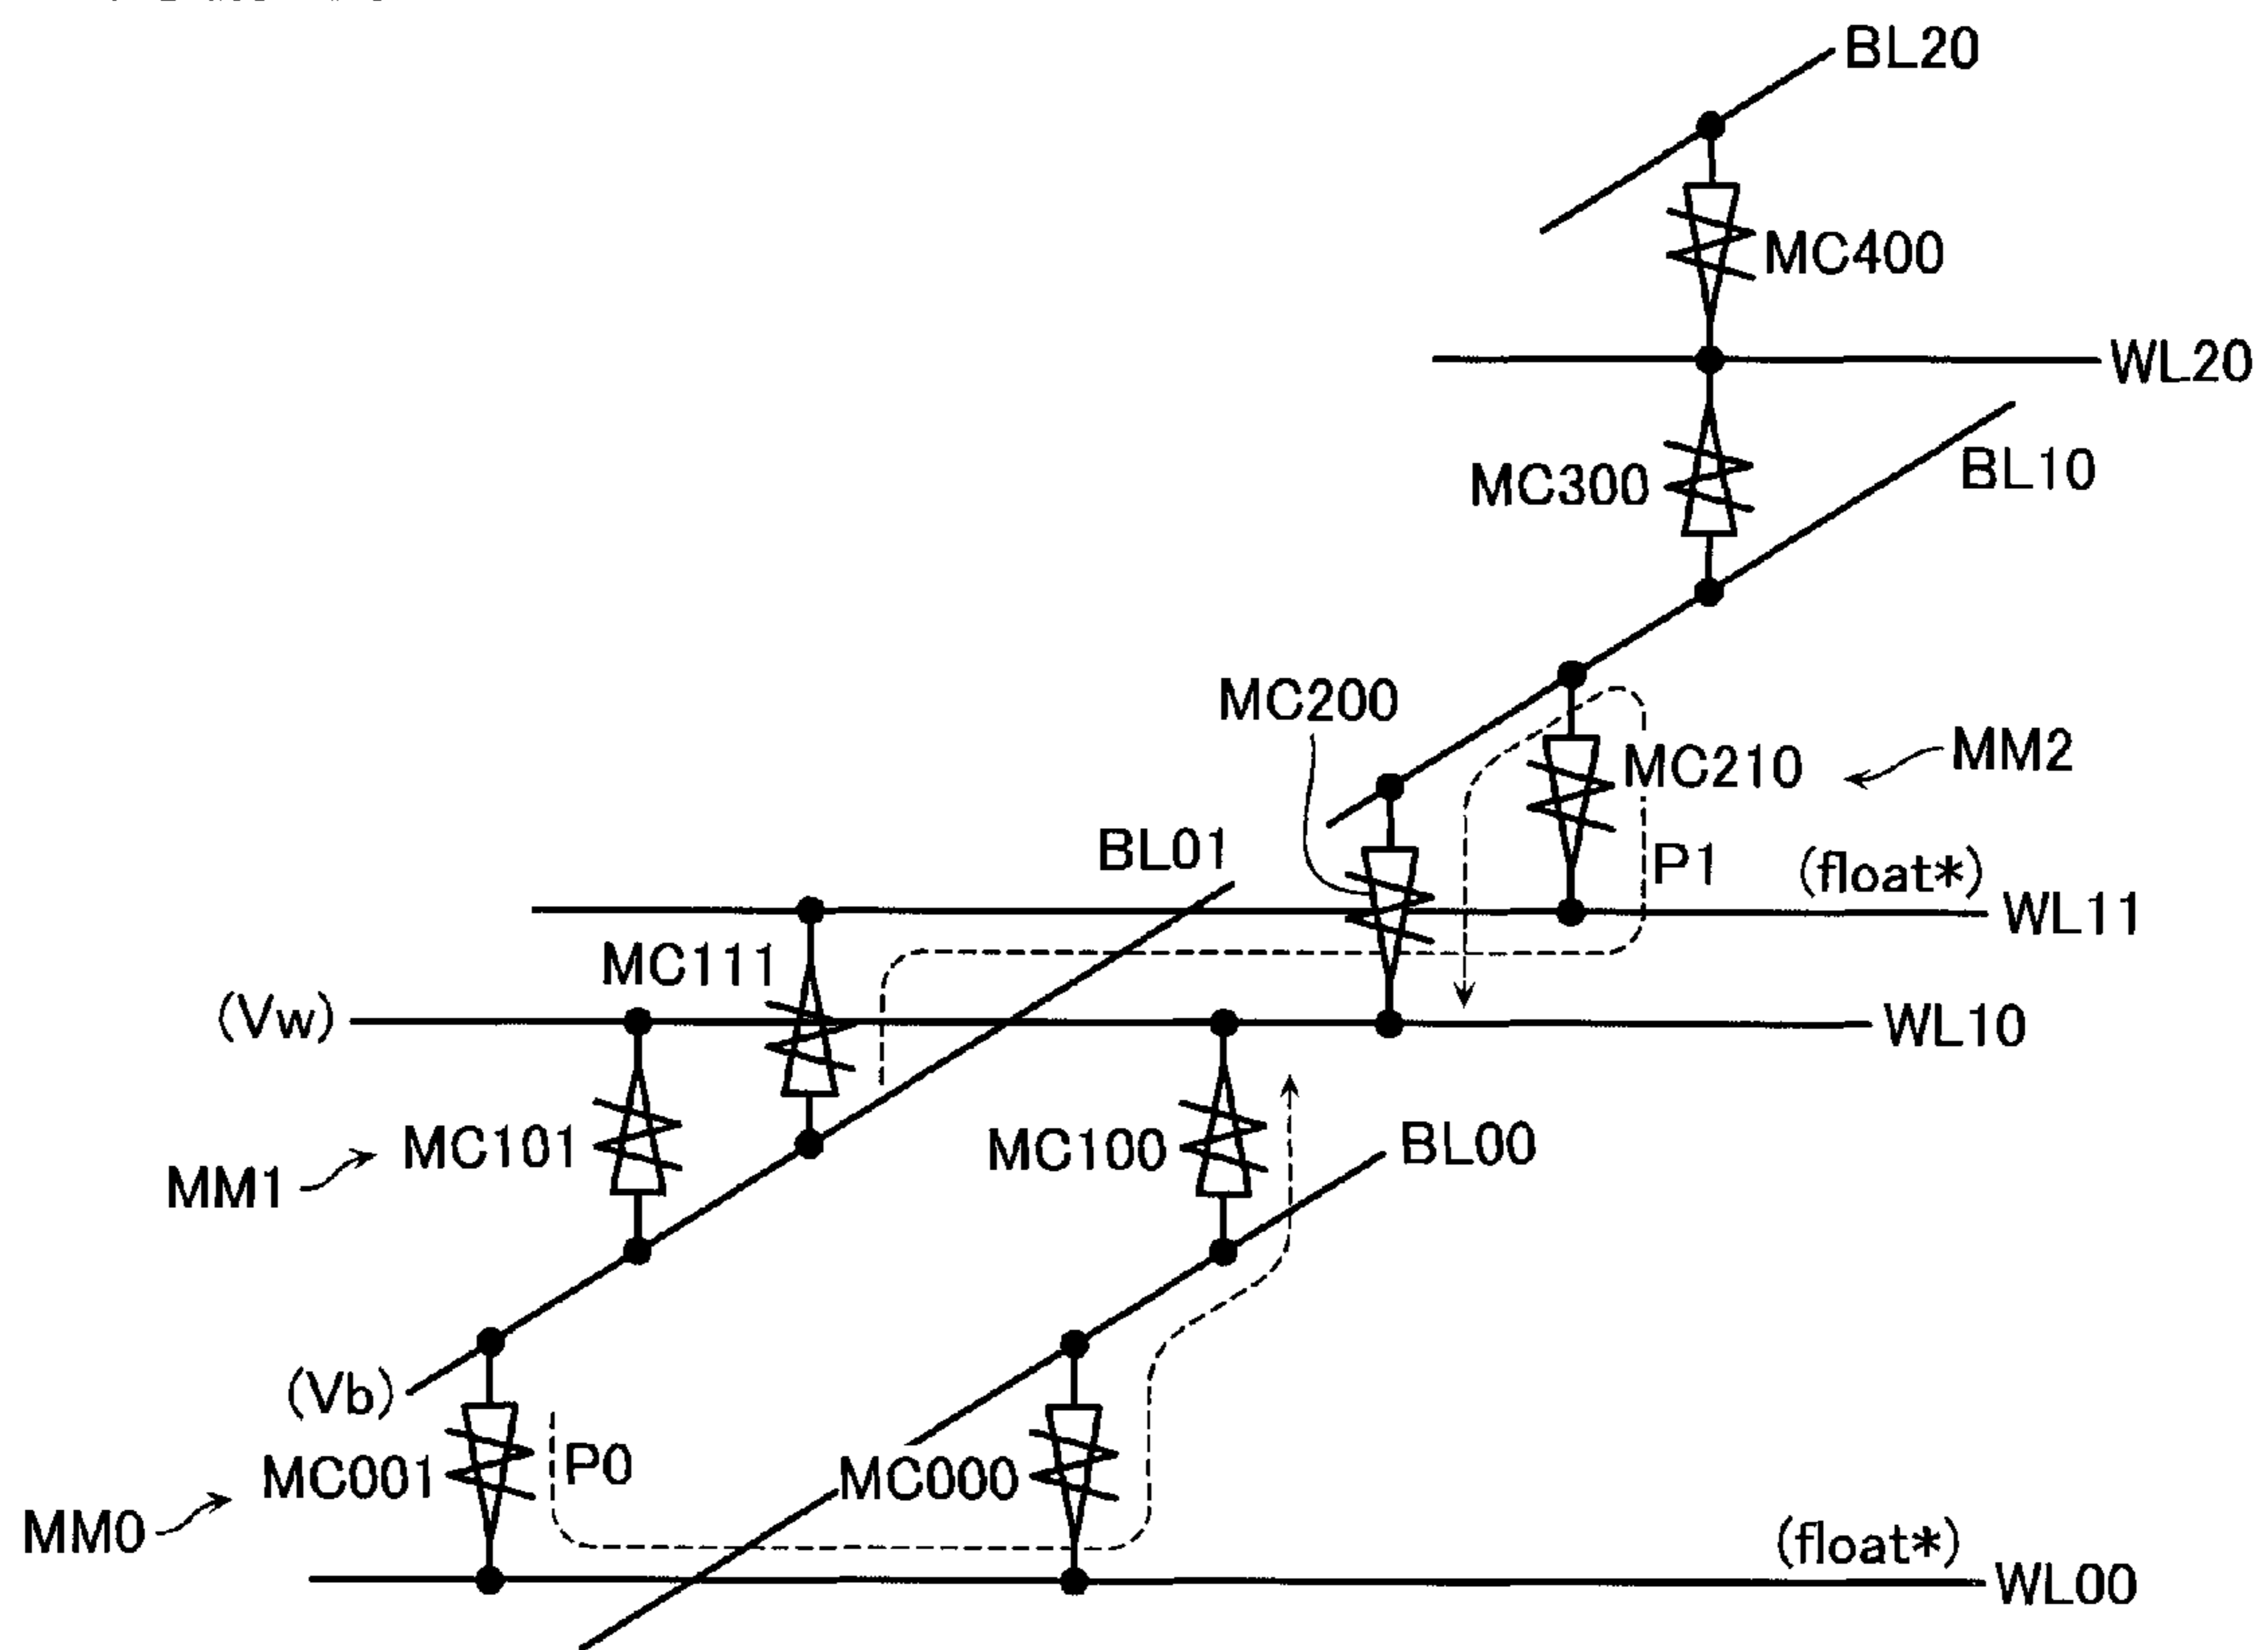 BL20
MC400
WL20
MC300
BL10
MC200
MC210
MM2
BL01
P1
(float*)
WL11
MC111
(Vw)
WL10
MC101
MC100
BL00
MM1
(Vb)
MC001
P0
MC000
MM0
(float*)
WL00